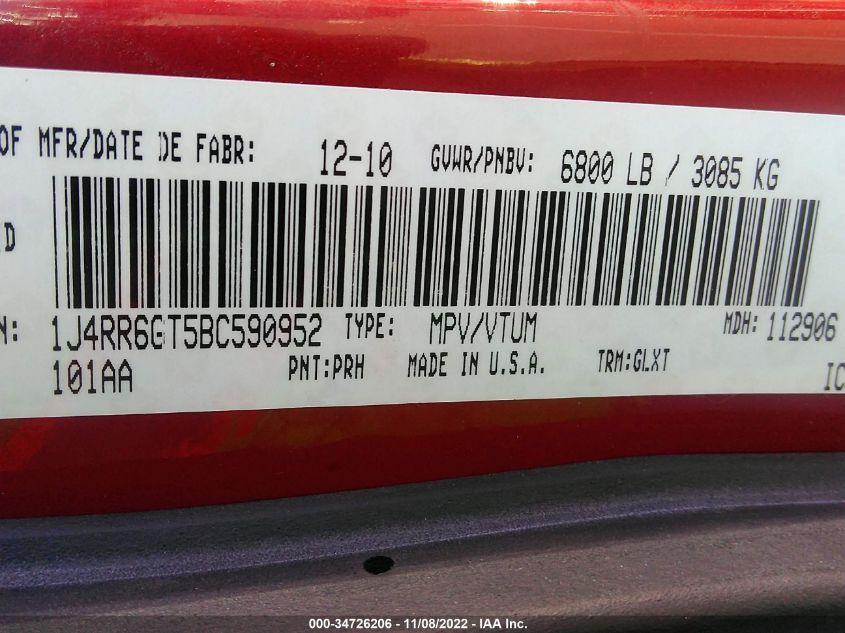 OF MFR/DATE DE FABR: 12-10 GVWR/PNBV: 6800 LB / 3085 KG
D
N: 1J4RR6GT5BC590952 TYPE: MPV/VTUM MDH: 112906
101AA PNT:PRH MADE IN U.S.A. TRM:GLXT IC
000-34726206 - 11/08/2022 - IAA Inc.